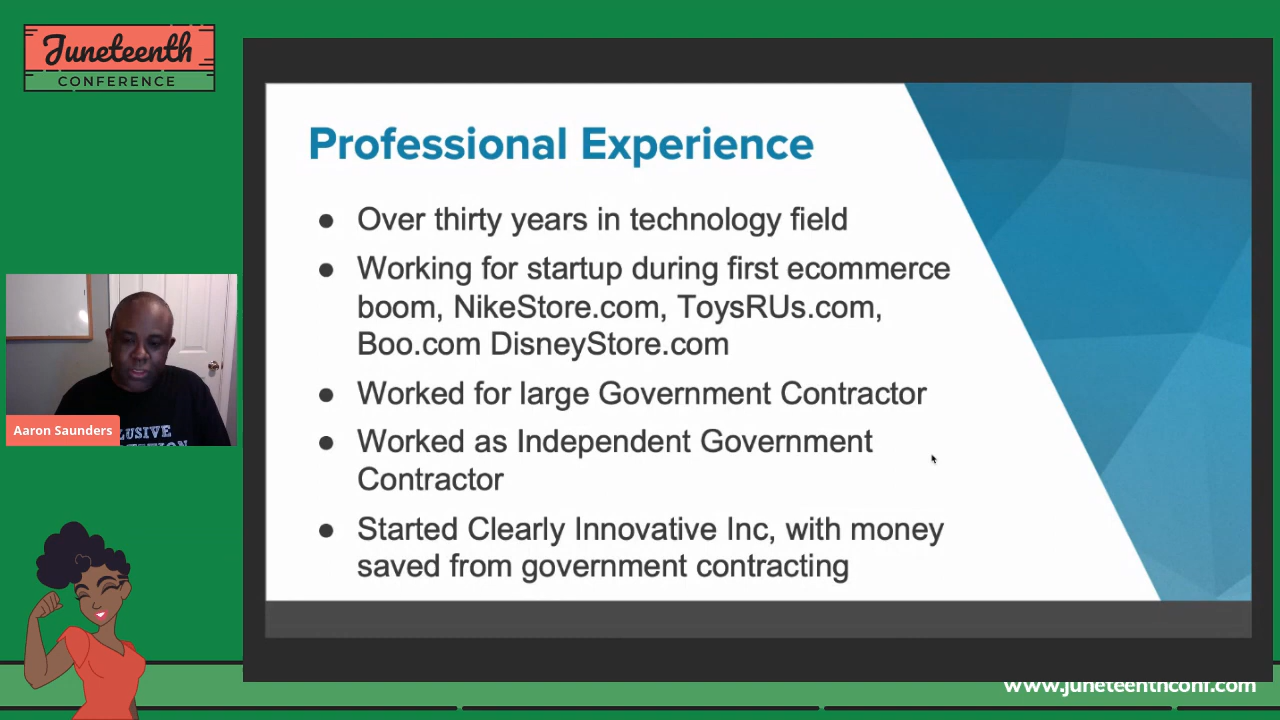 Juneteenth
CONFERENCE
Professional Experience
● Over thirty years in technology field
● Working for startup during first ecommerce
boom, NikeStore.com, ToysRUs.com,
Boo.com DisneyStore.com
● Worked for large Government Contractor
● Worked as Independent Government
Contractor
● Started Clearly Innovative Inc, with money
saved from government contracting
Aaron Saunders
www.juneteenthconf.com